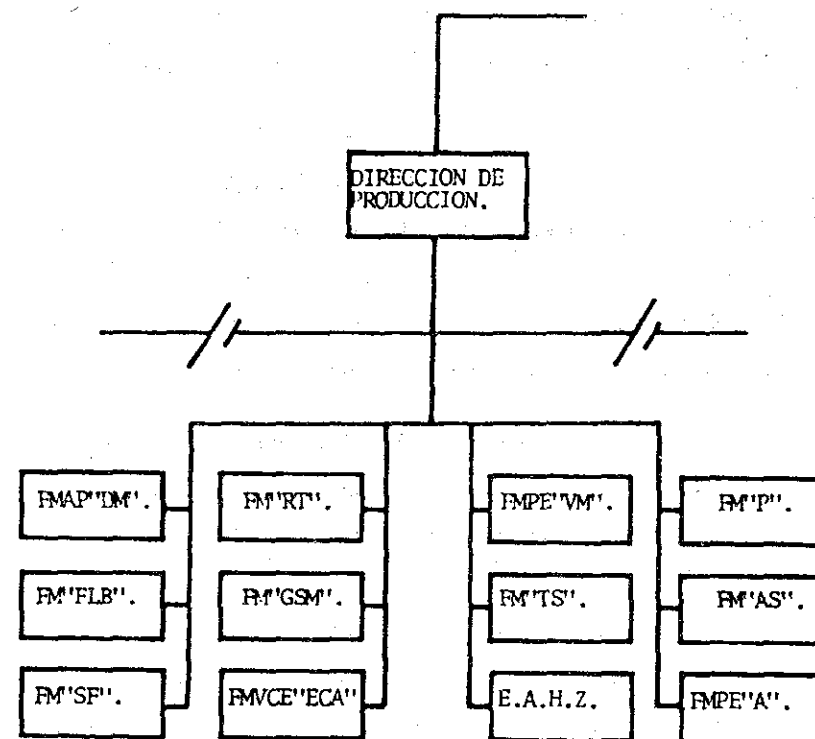 DIRECCION DE
PRODUCCION.
FMAP"DM".
FM"RT".
FMPE"VM".
FM"P".
FM"FLB".
FM"GSM".
FM"TS".
FM"AS".
FM"SF".
FMVCE"ECA"
E.A.H.Z.
FMPE"A".